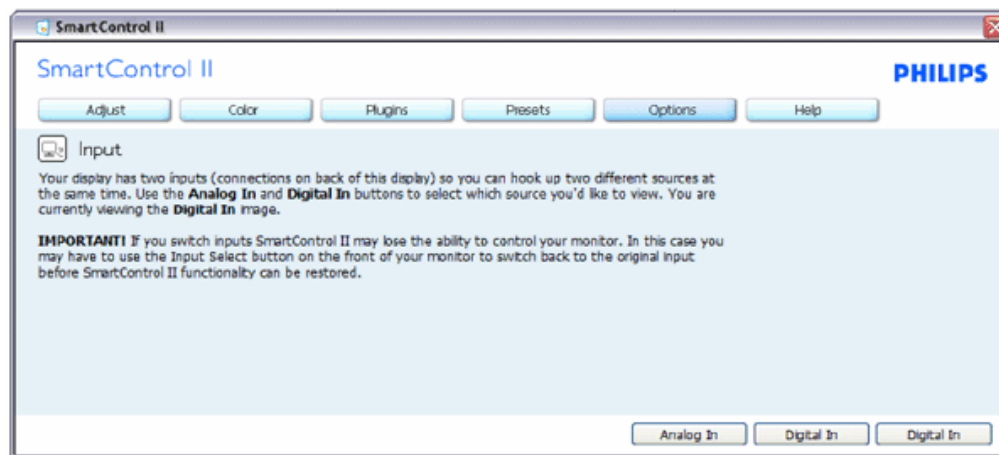 SmartControl II
SmartControl II
PHILIPS
Adjust Color Plugins Presets Options Help
Input
Your display has two inputs (connections on back of this display) so you can hook up two different sources at
the same time. Use the Analog In and Digital In buttons to select which source you'd like to view. You are
currently viewing the Digital In image.
IMPORTANT! If you switch inputs SmartControl II may lose the ability to control your monitor. In this case you
may have to use the Input Select button on the front of your monitor to switch back to the original input
before SmartControl II functionality can be restored.
Analog In Digital In Digital In